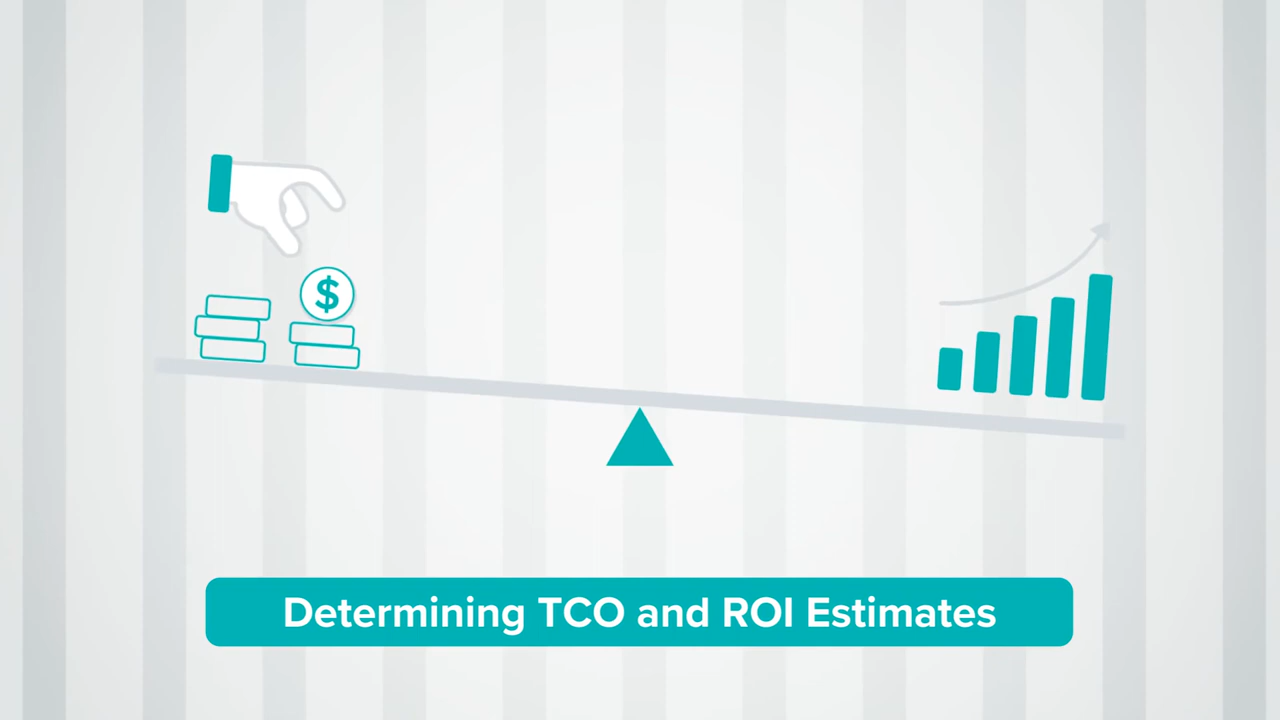 $
Determining TCO and ROI Estimates